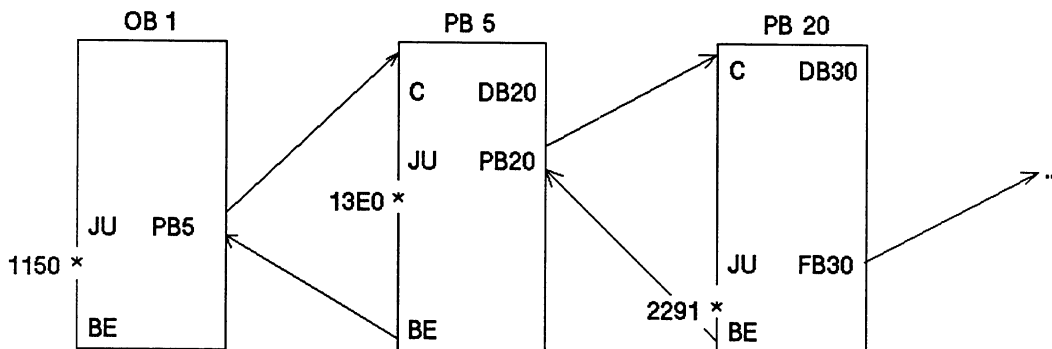 OB 1
PB 5
PB 20
C DB20
JU PB20
13E0 *
C DB30
JU PB5
1150 *
BE
BE
JU FB30
2291 *
BE
..